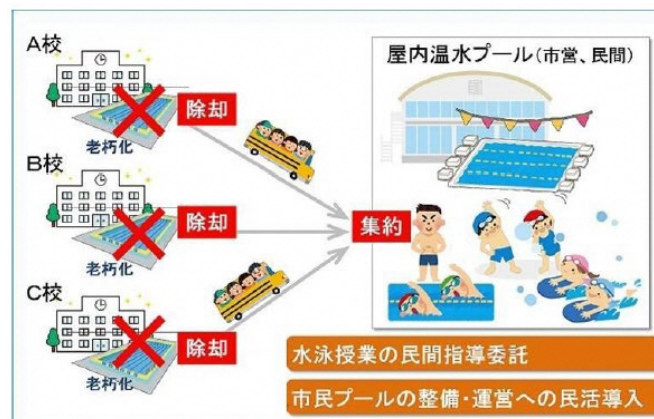 A校
除却
老朽化
B校
除却
老朽化
C校
除却
老朽化
集約
屋内温水プール(市営、民間)
水泳授業の民間指導委託
市民プールの整備・運営への民活導入